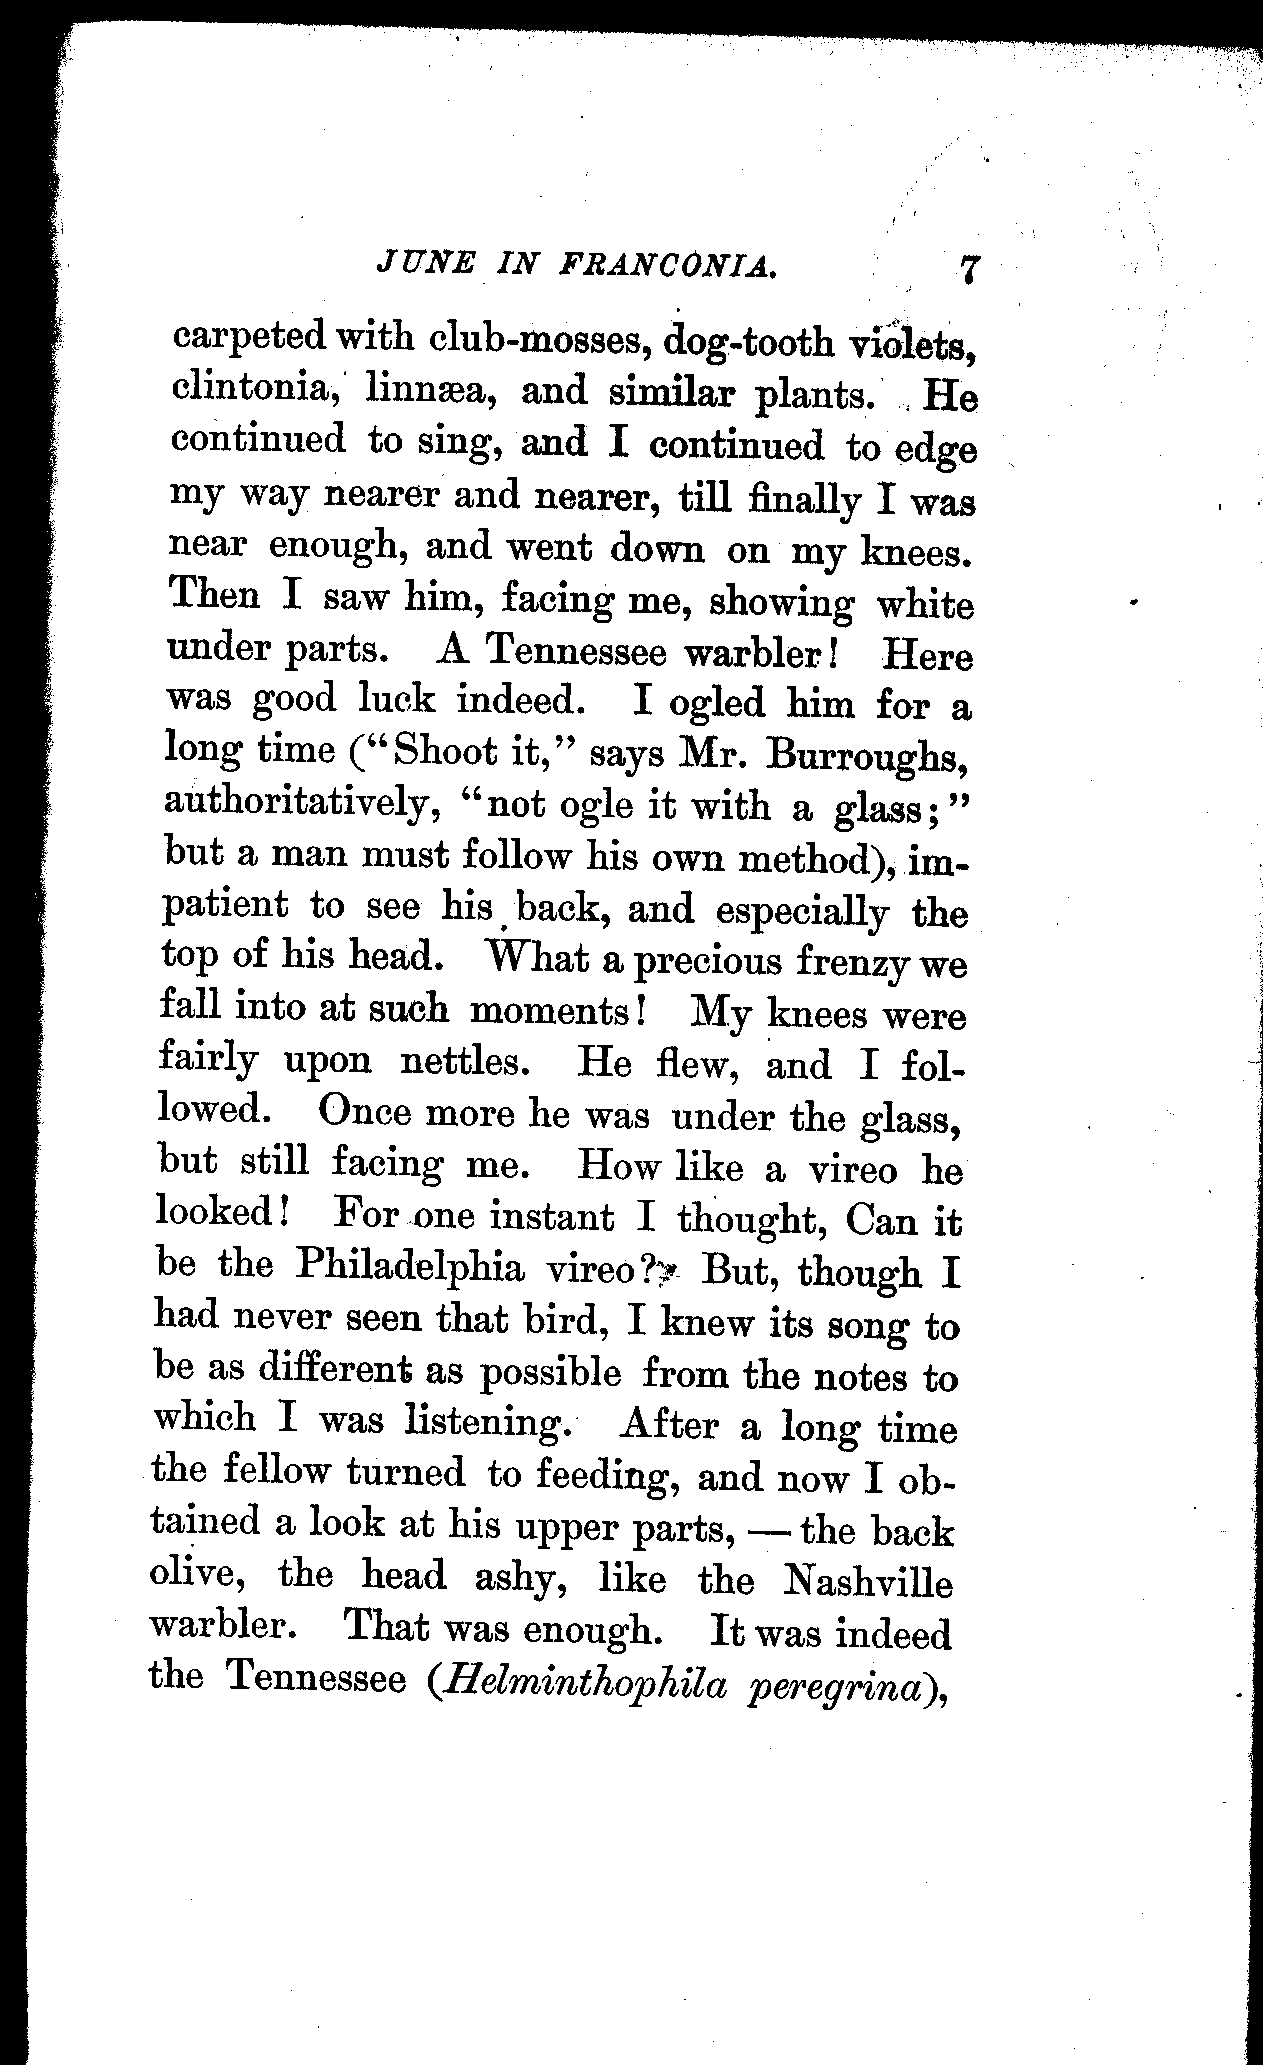 JUNE IN FRANCONIA. 7
carpeted with club-mosses, dog-tooth violets,
clintonia, linnæa, and similar plants. He
continued to sing, and I continued to edge
my way nearer and nearer, till finally I was
near enough, and went down on my knees.
Then I saw him, facing me, showing white
under parts. A Tennessee warbler! Here
was good luck indeed. I ogled him for a
long time (“Shoot it,” says Mr. Burroughs,
authoritatively, “not ogle it with a glass;”
but a man must follow his own method), im-
patient to see his back, and especially the
top of his head. What a precious frenzy we
fall into at such moments! My knees were
fairly upon nettles. He flew, and I fol-
lowed. Once more he was under the glass,
but still facing me. How like a vireo he
looked! For one instant I thought, Can it
be the Philadelphia vireo? But, though I
had never seen that bird, I knew its song to
be as different as possible from the notes to
which I was listening. After a long time
the fellow turned to feeding, and now I ob-
tained a look at his upper parts, — the back
olive, the head ashy, like the Nashville
warbler. That was enough. It was indeed
the Tennessee (Helminthophila peregrina),